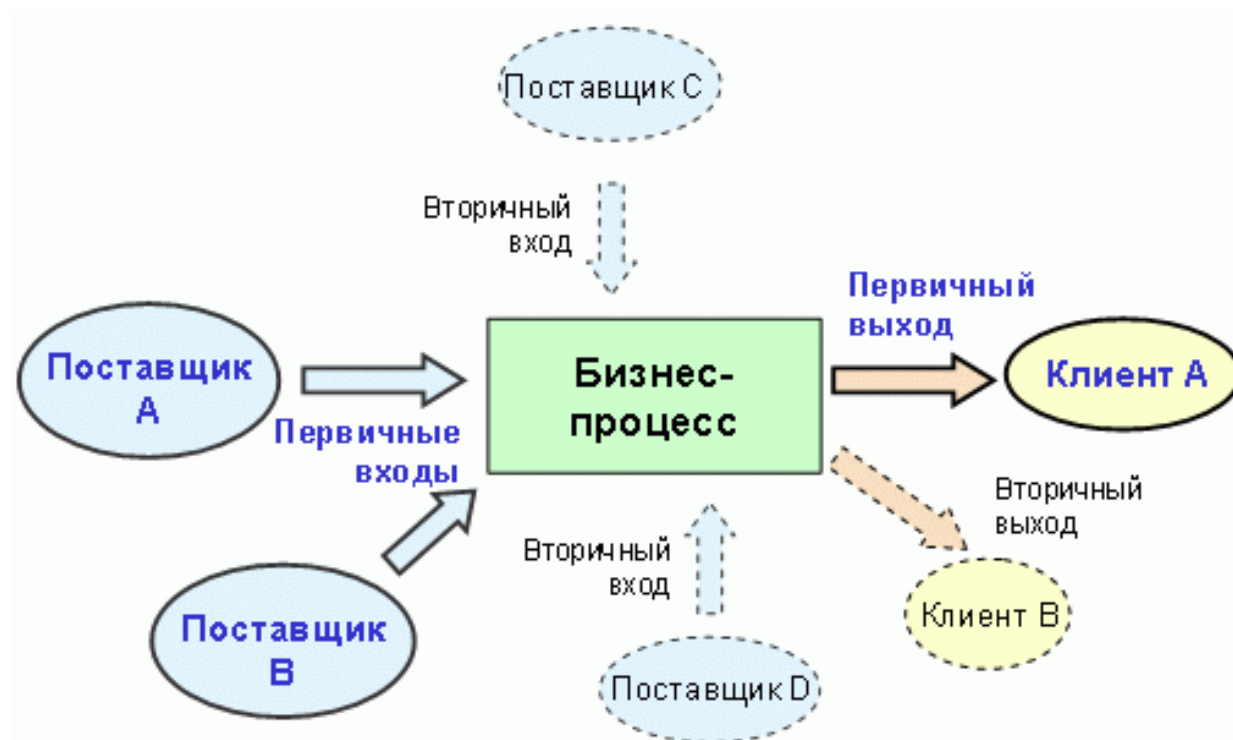 Поставщик C
Вторичный
вход
Первичный
выход
Поставщик
A
Бизнес-
процесс
Клиент A
Первичные
входы
Вторичный
выход
Вторичный
вход
Поставщик
B
Клиент B
Поставщик D